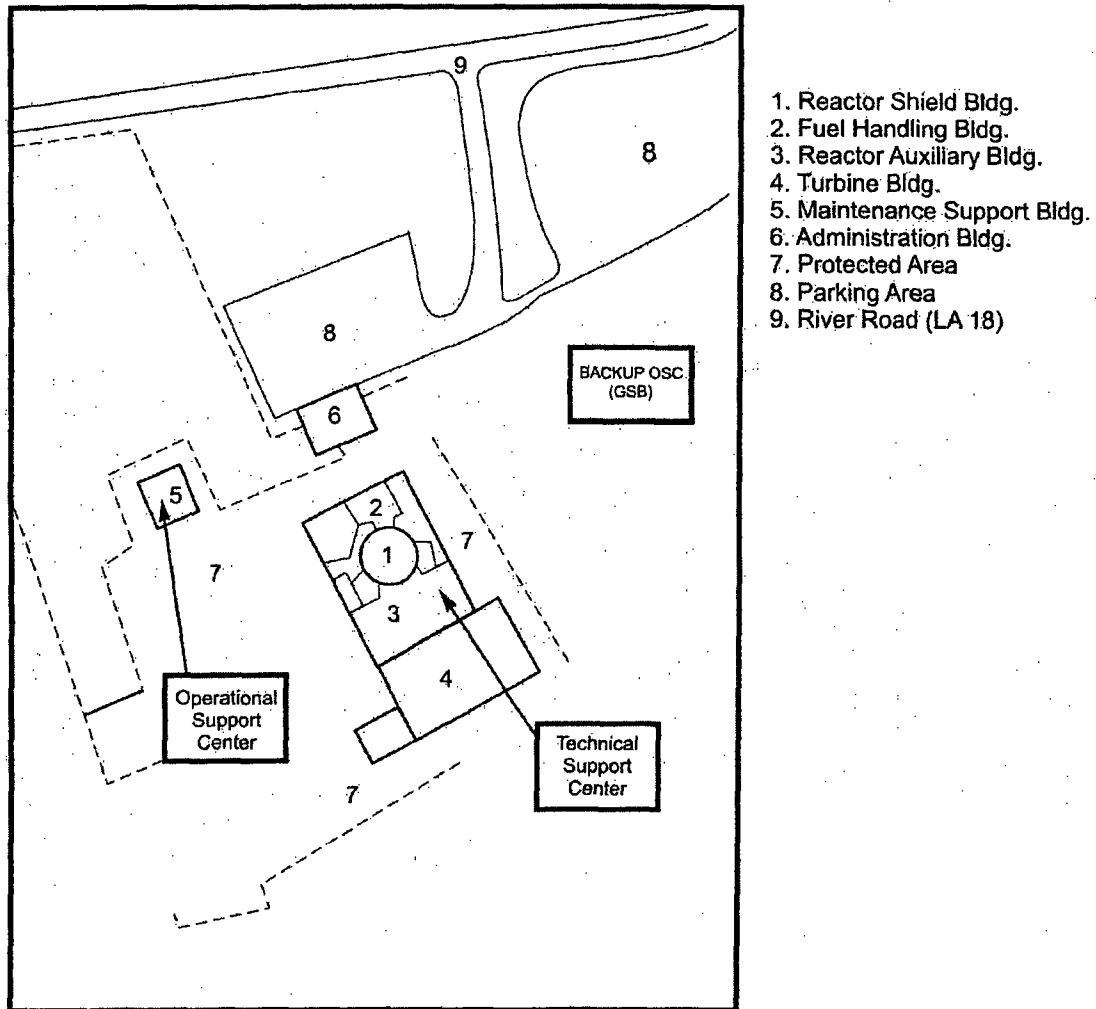 9
8
8
BACKUP OSC
(GSB)
6
5
2
1
7
7
3
4
Operational
Support
Center
Technical
Support
Center
7
1. Reactor Shield Bldg.
2. Fuel Handling Bldg.
3. Reactor Auxiliary Bldg.
4. Turbine Bldg.
5. Maintenance Support Bldg.
6. Administration Bldg.
7. Protected Area
8. Parking Area
9. River Road (LA 18)